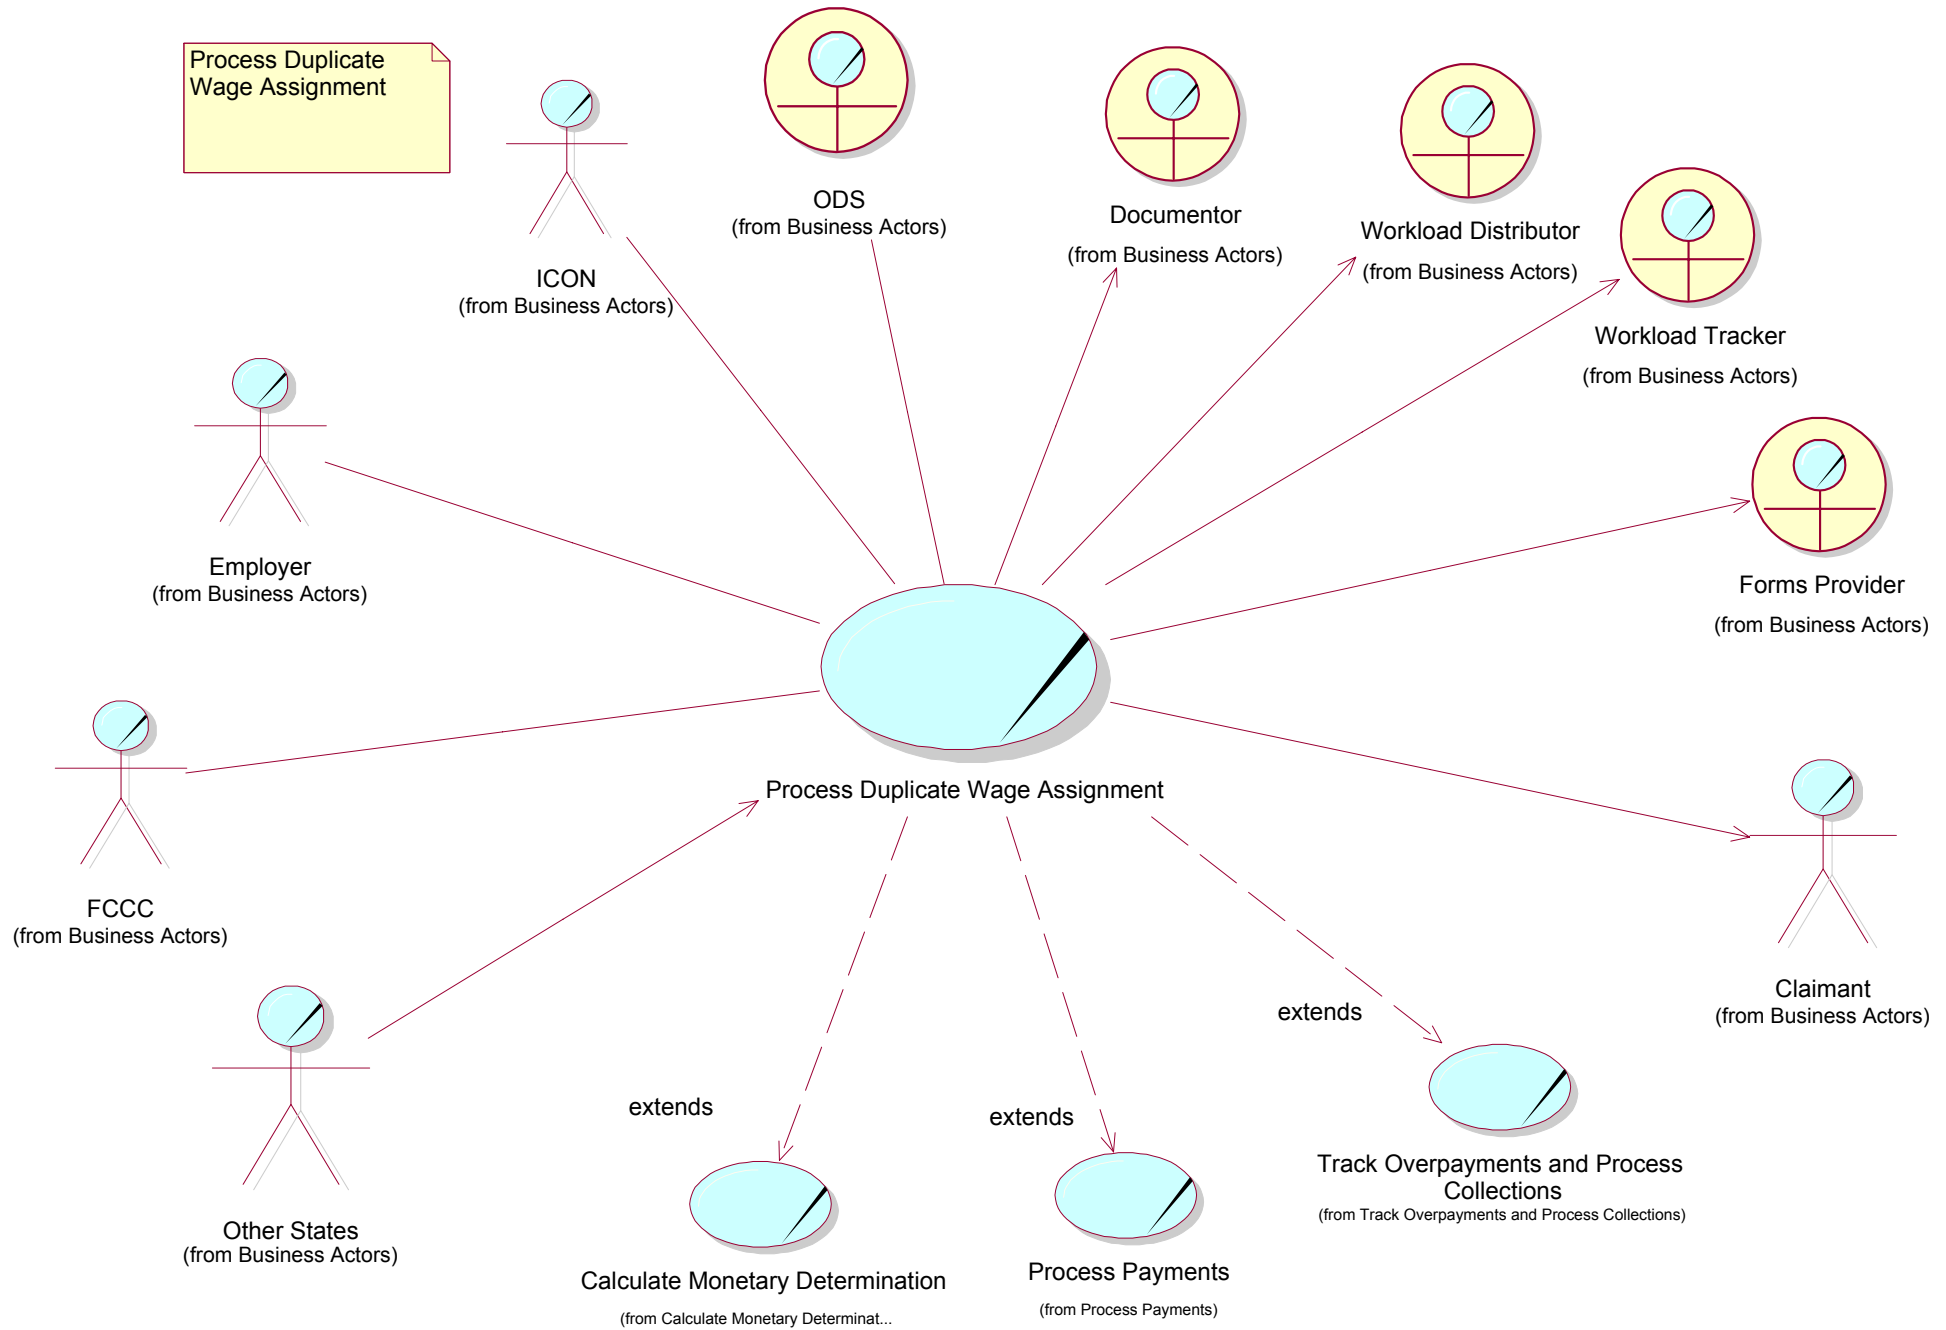 Process Duplicate
Wage Assignment
ODS
(from Business Actors)
Documentor
(from Business Actors)
Workload Distributor
(from Business Actors)
ICON
(from Business Actors)
Workload Tracker
(from Business Actors)
Employer
(from Business Actors)
Forms Provider
(from Business Actors)
Process Duplicate Wage Assignment
FCCC
(from Business Actors)
Claimant
(from Business Actors)
extends
extends
extends
Track Overpayments and Process
Collections
(from Track Overpayments and Process Collections)
Other States
(from Business Actors)
Calculate Monetary Determination
(from Calculate Monetary Determinat...
Process Payments
(from Process Payments)